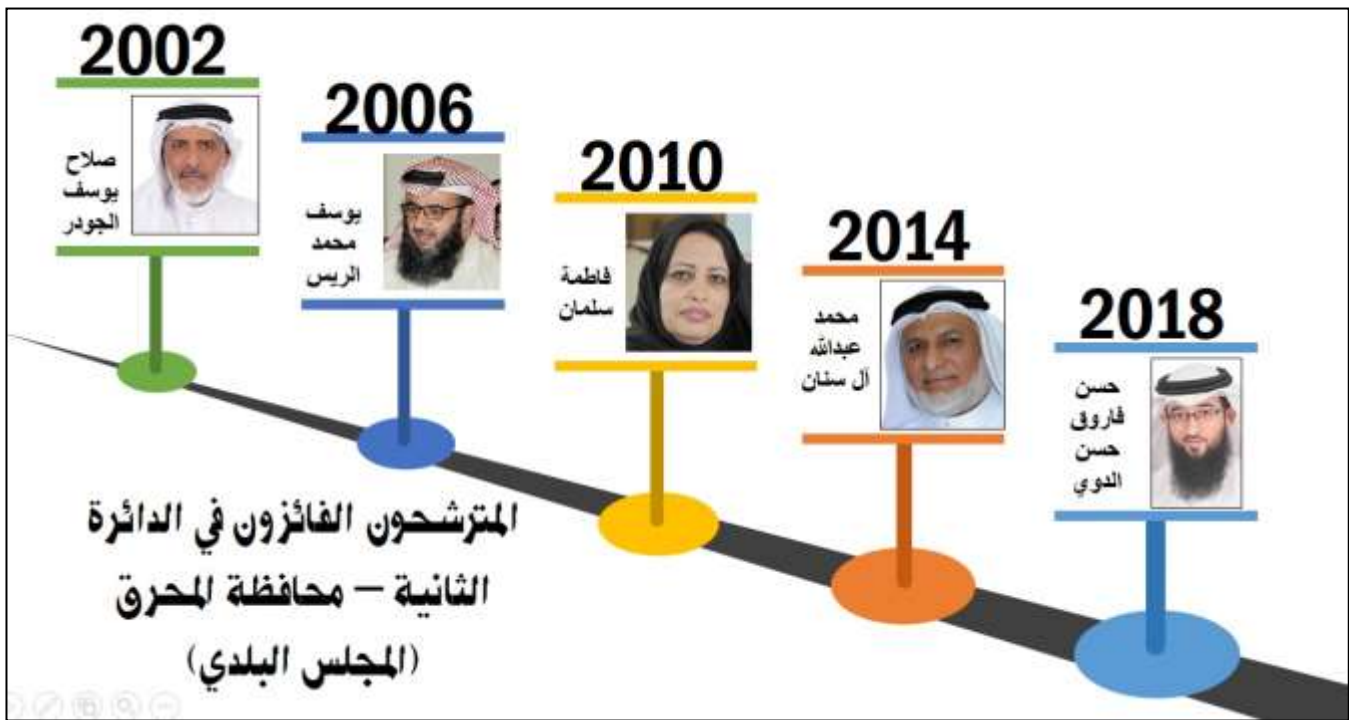 2002
صلاح
يوسف
الجودر
2006
يوسف
محمد
الريس
2010
فاطمة
سلمان
2014
محمد
عبدالله
آل سنان
2018
حسن
فاروق
حسن
الدوي
المترشحون الفائزون في الدائرة
الثانية – محافظة المحرق
(المجلس البلدي)